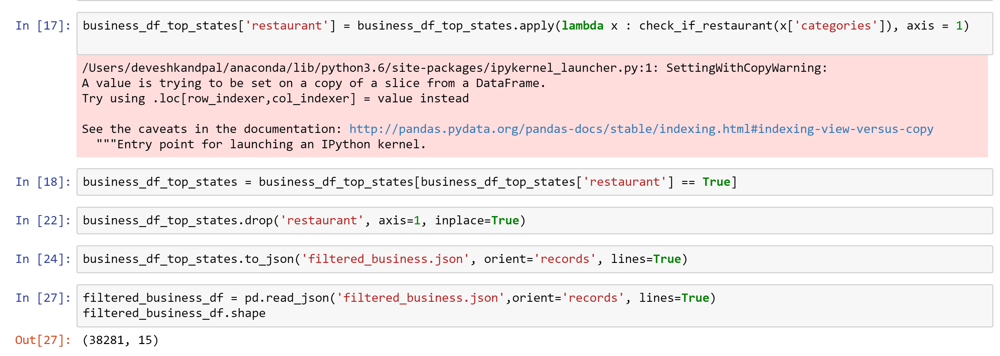 In [17]: business_df_top_states['restaurant'] = business_df_top_states.apply(lambda x : check_if_restaurant(x['categories']), axis = 1)
/Users/deveshkandpal/anaconda/lib/python3.6/site-packages/ipykernel_launcher.py:1: SettingWithCopyWarning:
A value is trying to be set on a copy of a slice from a DataFrame.
Try using .loc[row_indexer,col_indexer] = value instead
See the caveats in the documentation: http://pandas.pydata.org/pandas-docs/stable/indexing.html#indexing-view-versus-copy
"""Entry point for launching an IPython kernel.
In [18]: business_df_top_states = business_df_top_states[business_df_top_states['restaurant'] == True]
In [22]: business_df_top_states.drop('restaurant', axis=1, inplace=True)
In [24]: business_df_top_states.to_json('filtered_business.json', orient='records', lines=True)
In [27]: filtered_business_df = pd.read_json('filtered_business.json',orient='records', lines=True)
filtered_business_df.shape
Out[27]: (38281, 15)